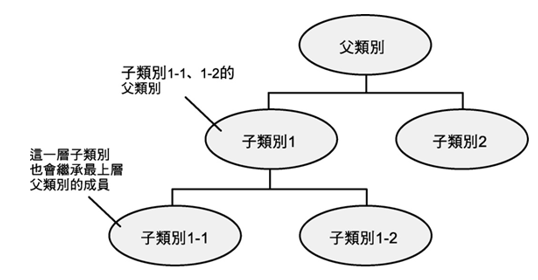 父類別
子類別1-1、1-2的
父類別
子類別1
子類別2
這一層子類別
也會繼承最上層
父類別的成員
子類別1-1
子類別1-2